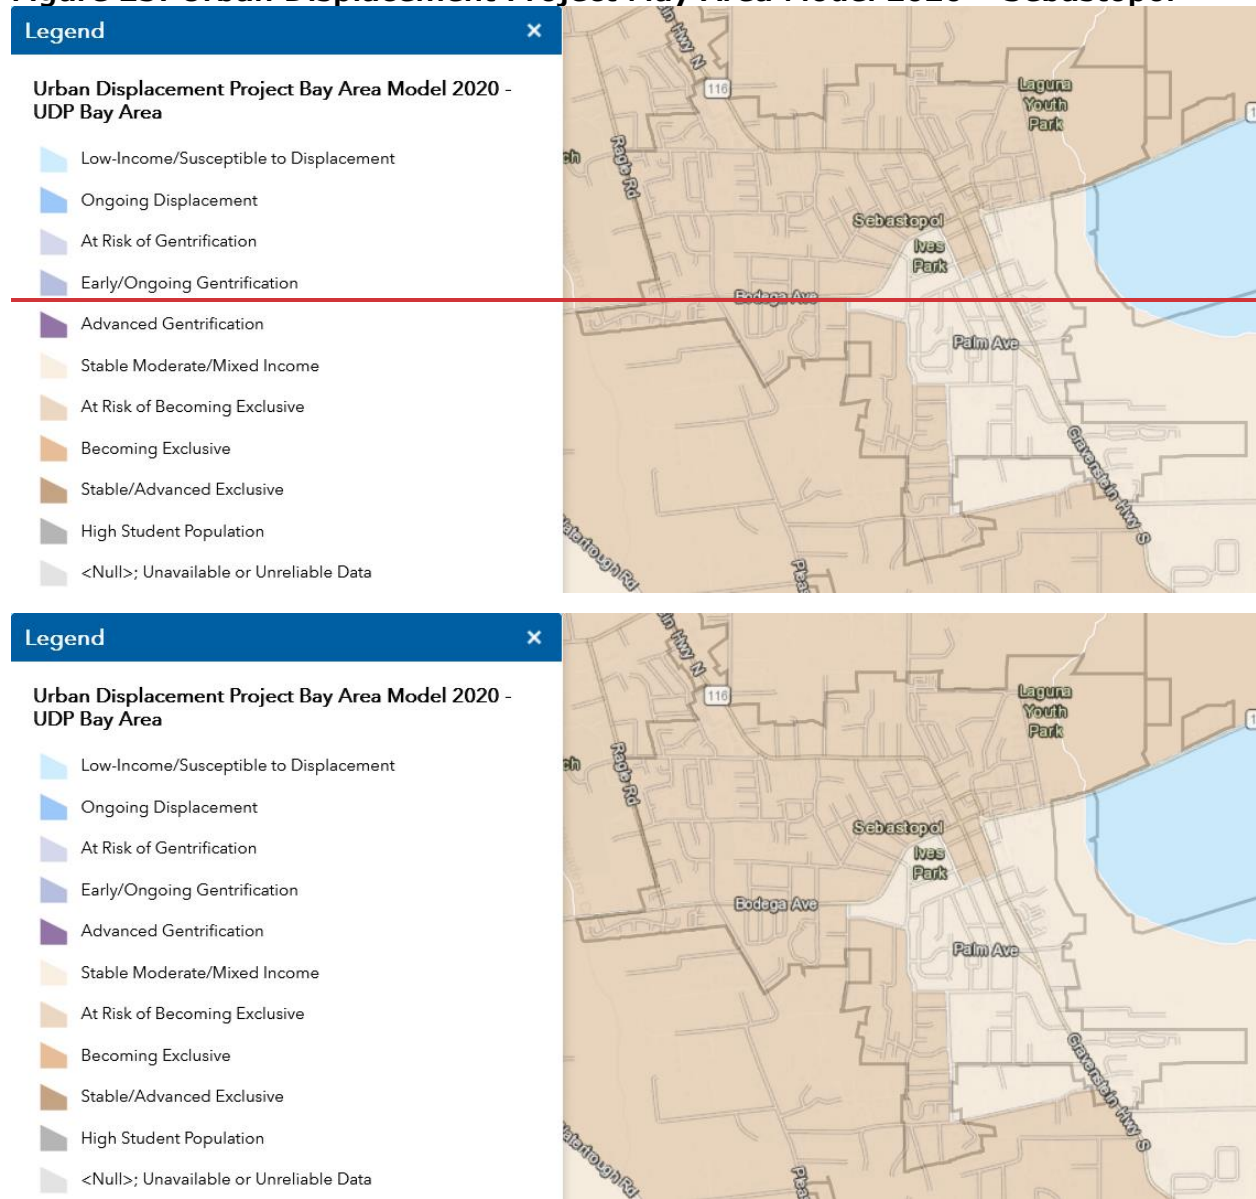 Legend ×
Urban Displacement Project Bay Area Model 2020 -
UDP Bay Area
Low-Income/Susceptible to Displacement
Ongoing Displacement
At Risk of Gentrification
Early/Ongoing Gentrification
Advanced Gentrification
Stable Moderate/Mixed Income
At Risk of Becoming Exclusive
Becoming Exclusive
Stable/Advanced Exclusive
High Student Population
<Null>; Unavailable or Unreliable Data
Hwy N
116
Laguna
Youth
Park
Ragle Rd
Sebastopol
Ives
Park
Bodega Ave
Palm Ave
Gravenstein Hwy S
Legend ×
Urban Displacement Project Bay Area Model 2020 -
UDP Bay Area
Low-Income/Susceptible to Displacement
Ongoing Displacement
At Risk of Gentrification
Early/Ongoing Gentrification
Advanced Gentrification
Stable Moderate/Mixed Income
At Risk of Becoming Exclusive
Becoming Exclusive
Stable/Advanced Exclusive
High Student Population
<Null>; Unavailable or Unreliable Data
Hwy N
116
Laguna
Youth
Park
Ragle Rd
Sebastopol
Ives
Park
Bodega Ave
Palm Ave
Gravenstein Hwy S